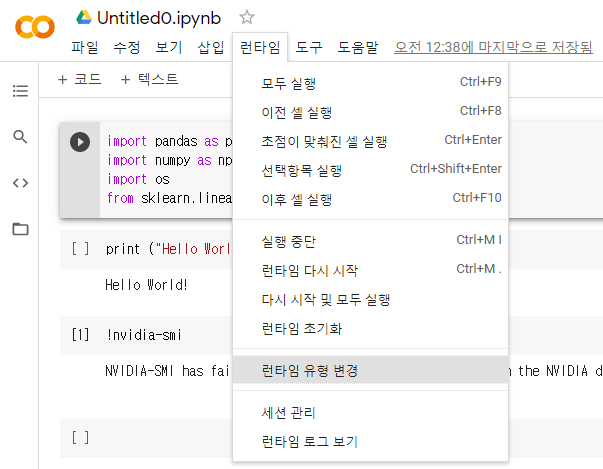 Untitled0.ipynb
파일 수정 보기 삽입 런타임 도구 도움말 오전 12:38에 마지막으로 저장됨
+ 코드 + 텍스트
모두 실행 Ctrl+F9
이전 셀 실행 Ctrl+F8
초점이 맞춰진 셀 실행 Ctrl+Enter
선택항목 실행 Ctrl+Shift+Enter
이후 셀 실행 Ctrl+F10
실행 중단 Ctrl+M I
런타임 다시 시작 Ctrl+M .
다시 시작 및 모두 실행
런타임 초기화
런타임 유형 변경
세션 관리
런타임 로그 보기
import pandas as p
import numpy as np
import os
from sklearn.linea
[ ] print ("Hello Worl
Hello World!
[1] !nvidia-smi
NVIDIA-SMI has fai n the NVIDIA d
[ ]